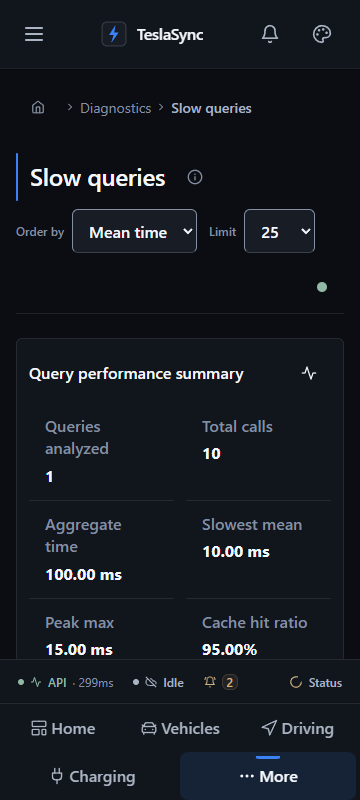 TeslaSync
Diagnostics
Slow queries
Slow queries
Order by
Mean time
Limit
25
Query performance summary
Queries
analyzed
1
Total calls
10
Aggregate
time
100.00 ms
Slowest mean
10.00 ms
Peak max
15.00 ms
Cache hit ratio
95.00%
API · 299ms
Idle
2
Status
Home
Vehicles
Driving
Charging
More